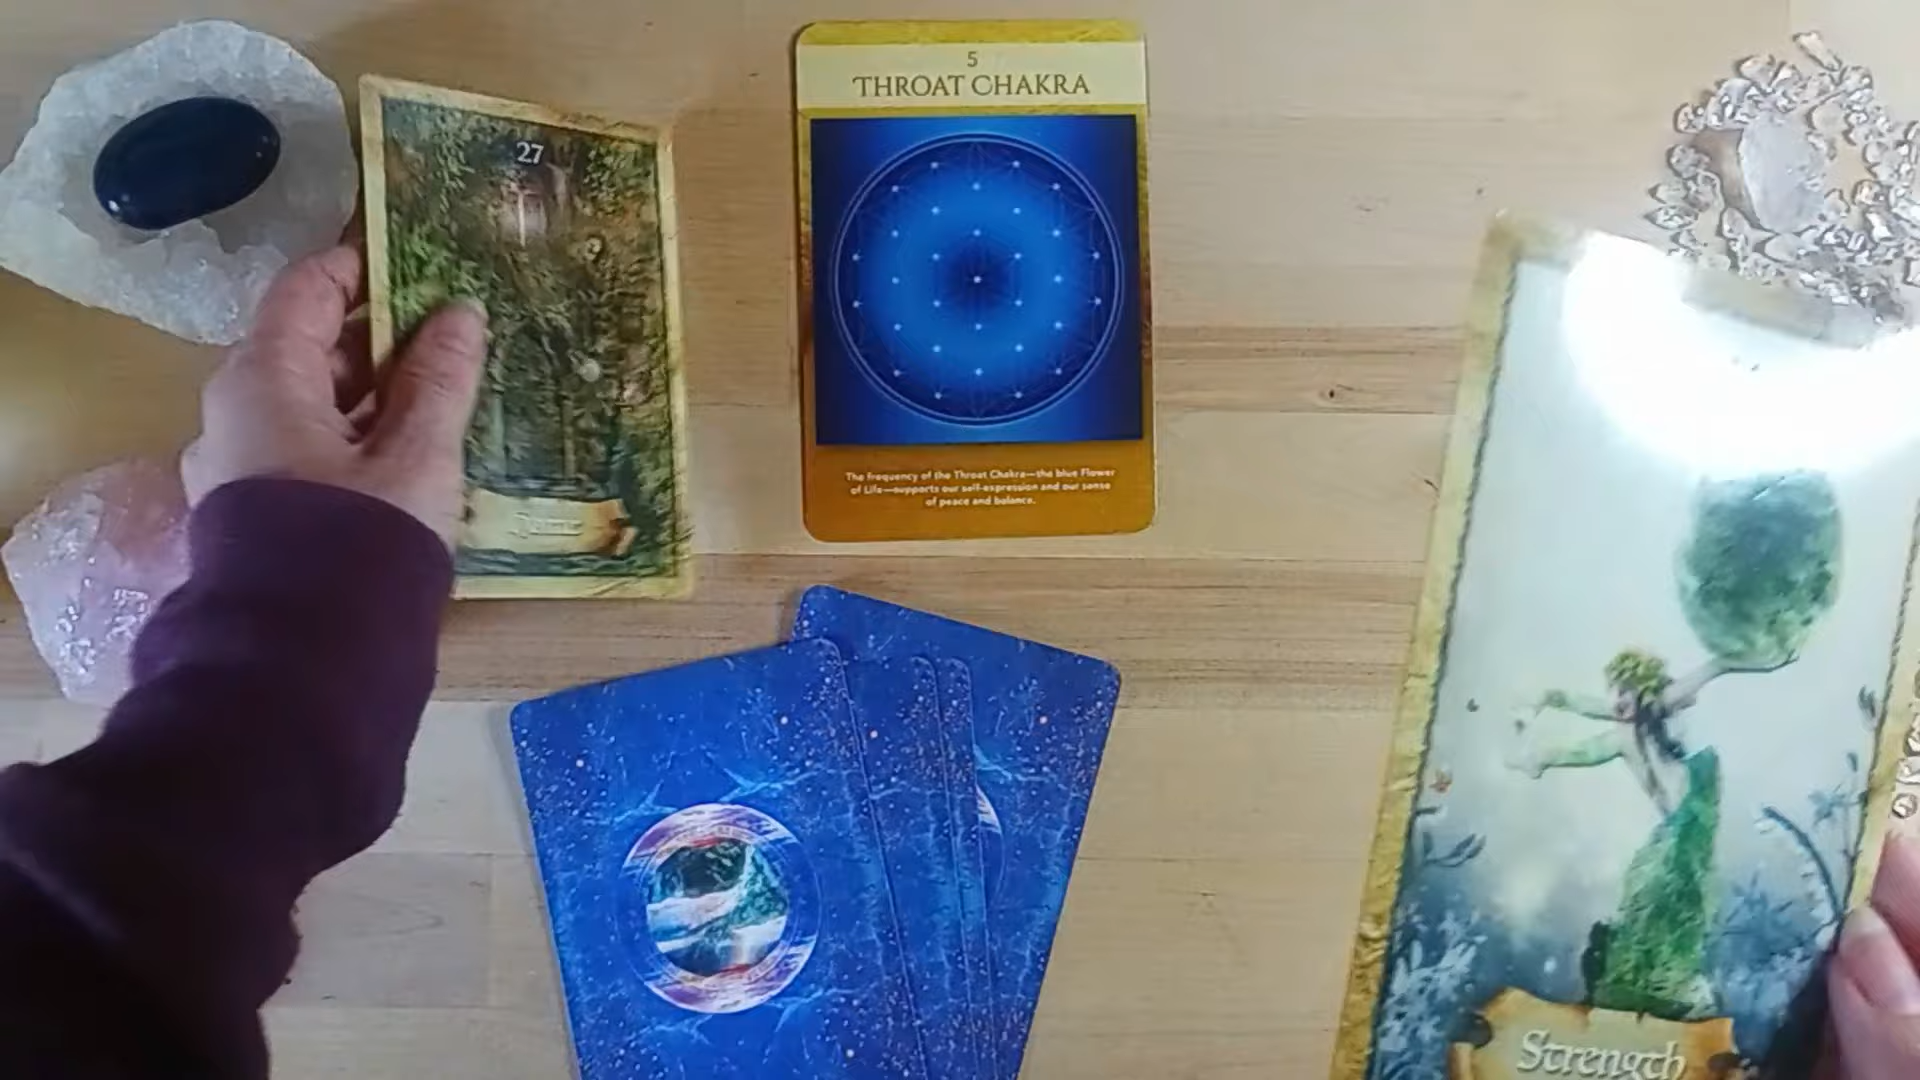 27
5
THROAT CHAKRA
The frequency of the Throat Chakra—the blue Flower
of Life—supports our self-expression and our sense
of peace and balance.
Strength